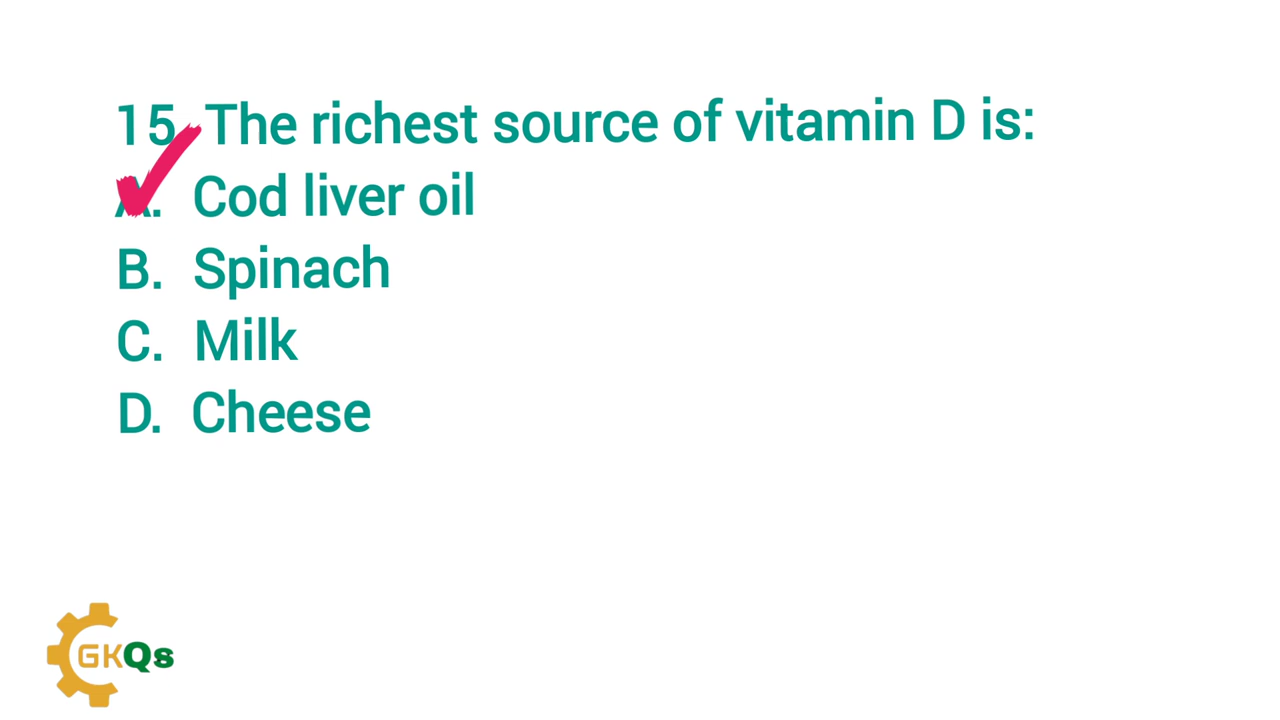 15. The richest source of vitamin D is:
A. Cod liver oil
B. Spinach
C. Milk
D. Cheese
GKQs